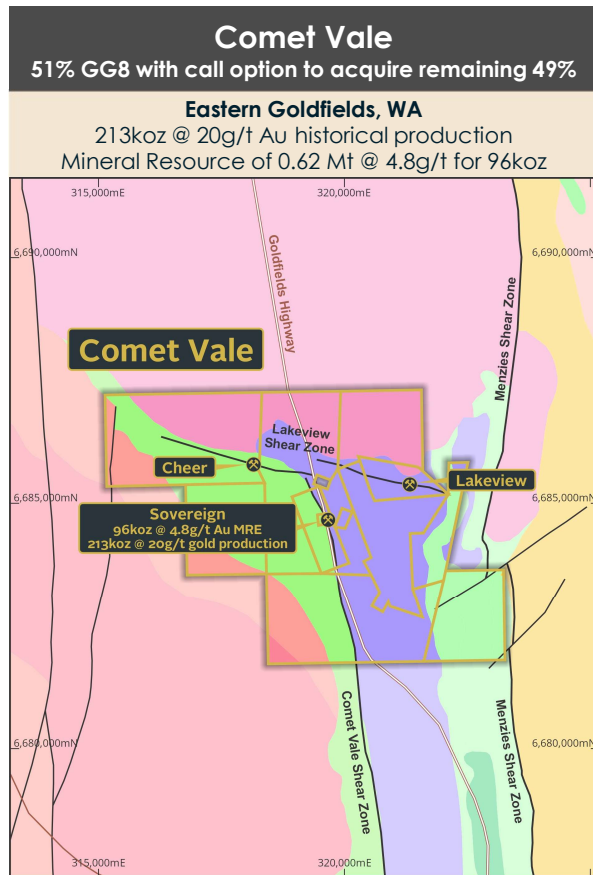 Comet Vale
51% GG8 with call option to acquire remaining 49%
Eastern Goldfields, WA
213koz @ 20g/t Au historical production
Mineral Resource of 0.62 Mt @ 4.8g/t for 96koz
315,000mE
320,000mE
6,690,000mN
6,690,000mN
Goldfields Highway
Menzies Shear Zone
Comet Vale
Lakeview
Shear Zone
Cheer
Lakeview
6,685,000mN
6,685,000mN
Sovereign
96koz @ 4.8g/t Au MRE
213koz @ 20g/t gold production
Comet Vale Shear Zone
Menzies Shear Zone
6,680,000mN
6,680,000mN
315,000mE
320,000mE